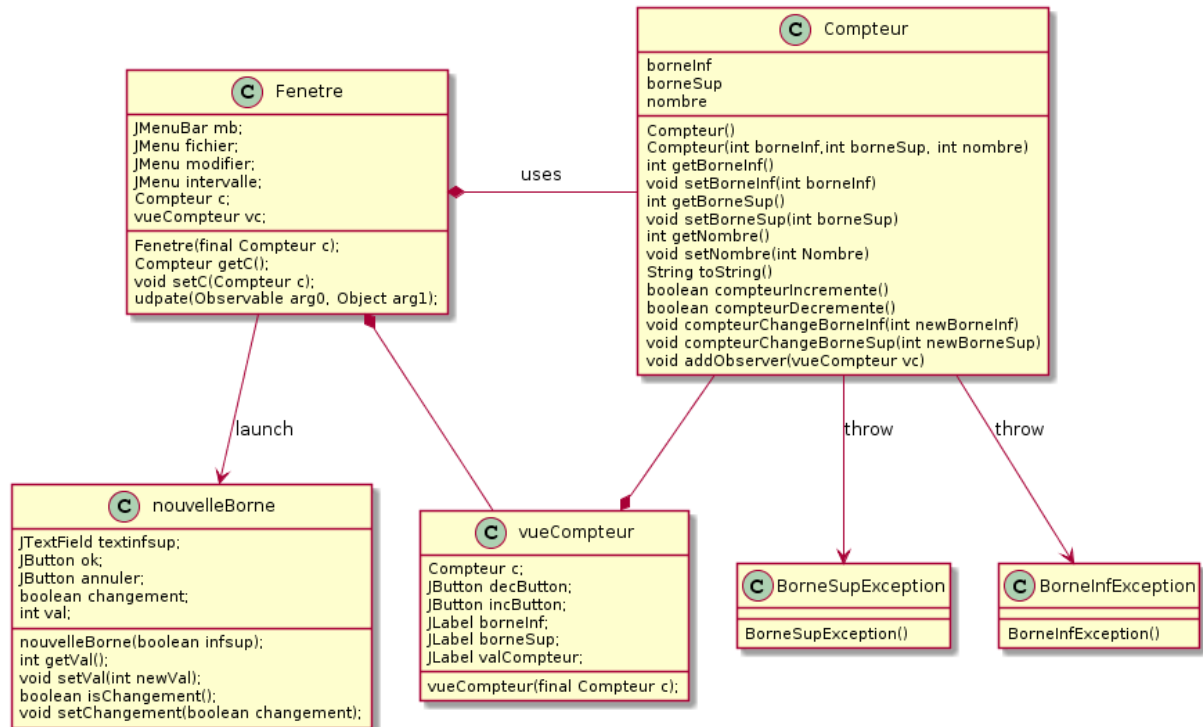 C Compteur
borneInf
borneSup
nombre
Compteur()
Compteur(int borneInf,int borneSup, int nombre)
int getBorneInf()
void setBorneInf(int borneInf)
int getBorneSup()
void setBorneSup(int borneSup)
int getNombre()
void setNombre(int Nombre)
String toString()
boolean compteurIncremente()
boolean compteurDecremente()
void compteurChangeBorneInf(int newBorneInf)
void compteurChangeBorneSup(int newBorneSup)
void addObserver(vueCompteur vc)
C Fenetre
JMenuBar mb;
JMenu fichier;
JMenu modifier;
JMenu intervalle;
Compteur c;
vueCompteur vc;
Fenetre(final Compteur c);
Compteur getC();
void setC(Compteur c);
udpate(Observable arg0, Object arg1);
uses
launch
throw
throw
C nouvelleBorne
JTextField textinfsup;
JButton ok;
JButton annuler;
boolean changement;
int val;
nouvelleBorne(boolean infsup);
int getVal();
void setVal(int newVal);
boolean isChangement();
void setChangement(boolean changement);
C vueCompteur
Compteur c;
JButton decButton;
JButton incButton;
JLabel borneInf;
JLabel borneSup;
JLabel valCompteur;
vueCompteur(final Compteur c);
C BorneSupException
BorneSupException()
C BorneInfException
BorneInfException()